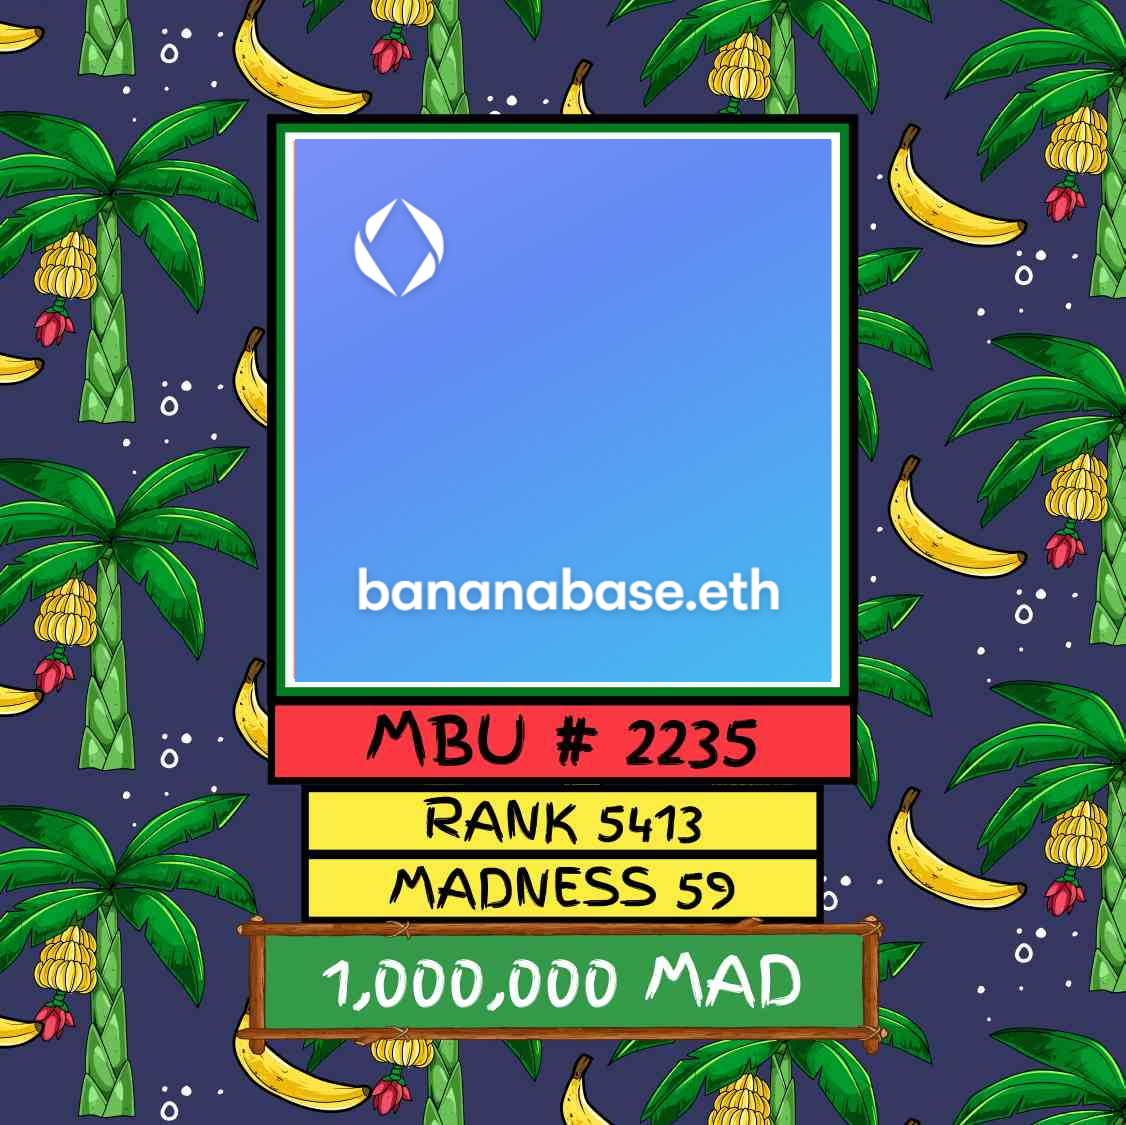 bananabase.eth
MBU # 2235
RANK 5413
MADNESS 59
1,000,000 MAD